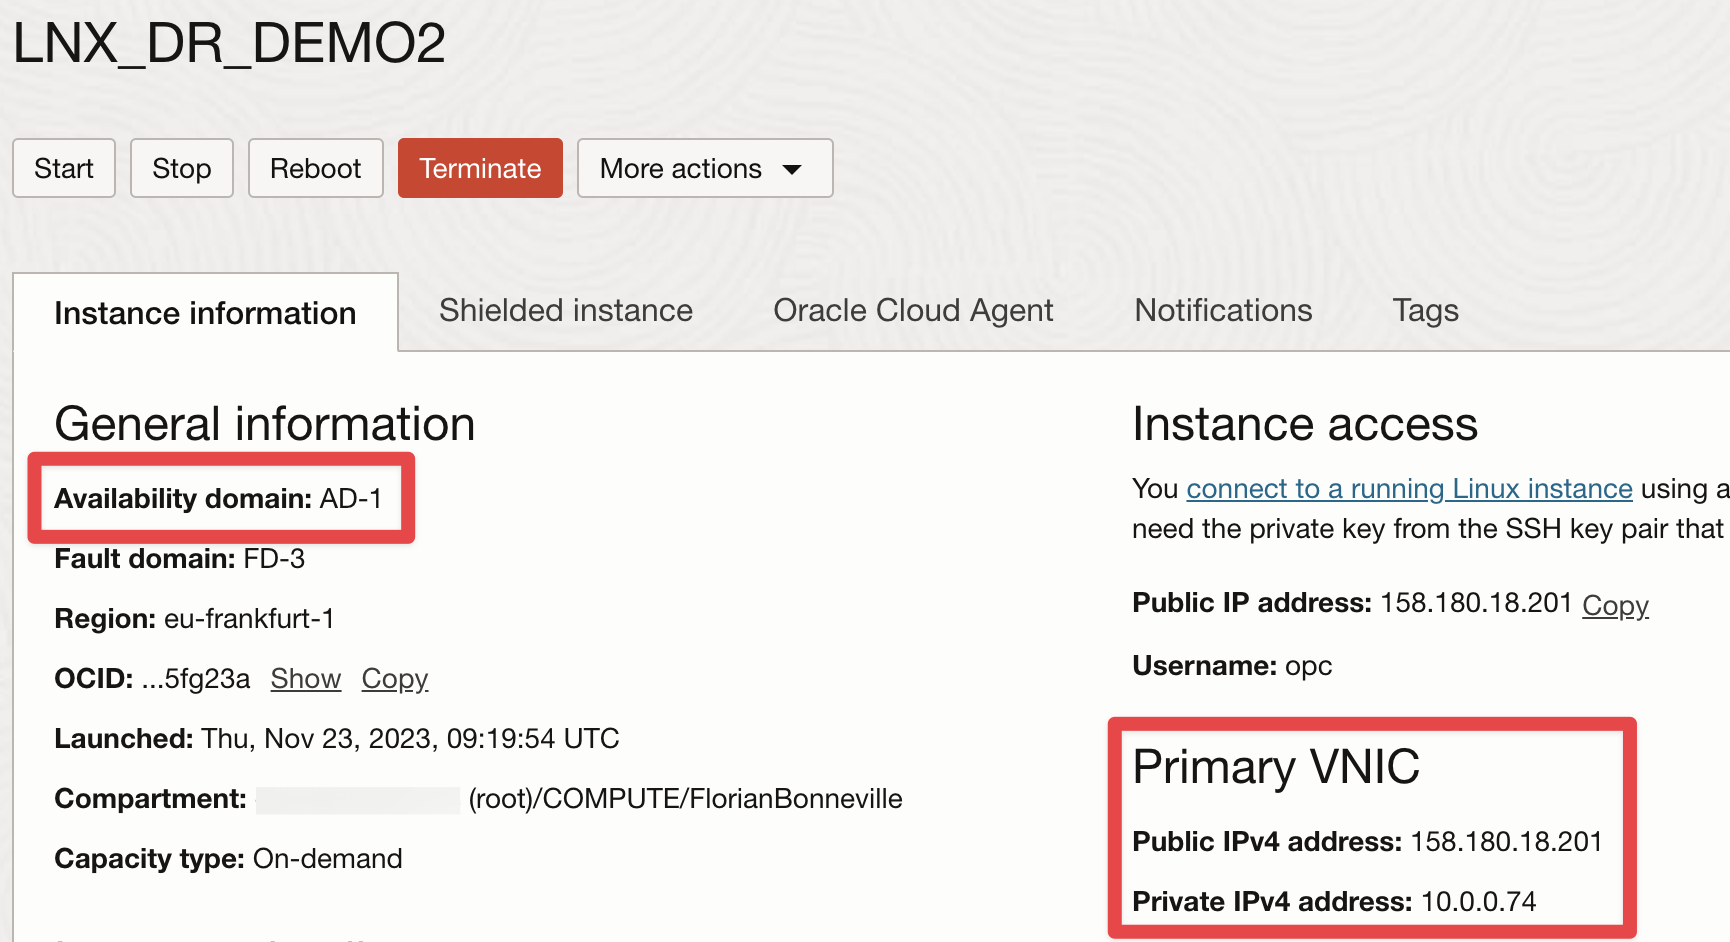 LNX_DR_DEMO2
Start Stop Reboot Terminate More actions
Instance information Shielded instance Oracle Cloud Agent Notifications Tags
General information
Availability domain: AD-1
Fault domain: FD-3
Region: eu-frankfurt-1
OCID: ...5fg23a Show Copy
Launched: Thu, Nov 23, 2023, 09:19:54 UTC
Compartment: (root)/COMPUTE/FlorianBonneville
Capacity type: On-demand
Instance access
You connect to a running Linux instance using a
need the private key from the SSH key pair that
Public IP address: 158.180.18.201 Copy
Username: opc
Primary VNIC
Public IPv4 address: 158.180.18.201
Private IPv4 address: 10.0.0.74